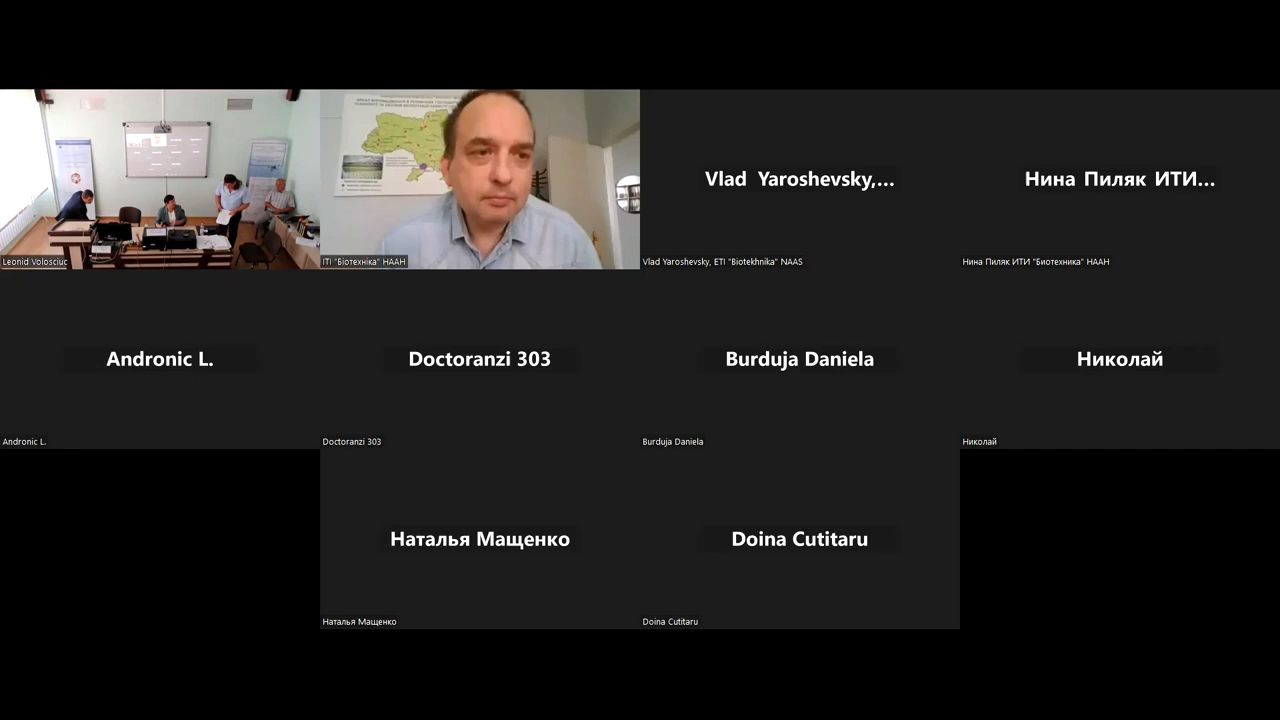 Vlad Yaroshevsky,...
Нина Пиляк ИТИ...
Leonid Volosciuc
ІТІ "Біотехніка" НААН
Vlad Yaroshevsky, ETI "Biotekhnika" NAAS
Нина Пиляк ИТИ "Биотехника" НААН
Andronic L.
Doctoranzi 303
Burduja Daniela
Николай
Andronic L.
Doctoranzi 303
Burduja Daniela
Николай
Наталья Мащенко
Doina Cutitaru
Наталья Мащенко
Doina Cutitaru